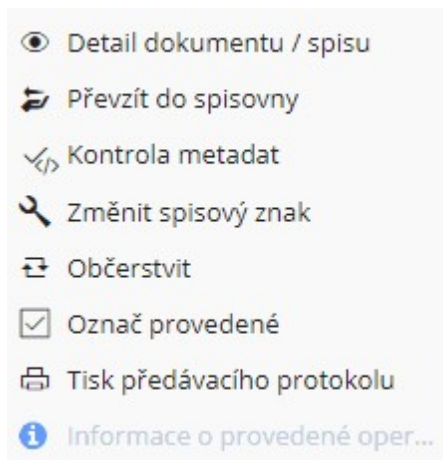 Detail dokumentu / spisu
Převzít do spisovny
Kontrola metadat
Změnit spisový znak
Občerstvit
Označ provedené
Tisk předávacího protokolu
Informace o provedené oper...